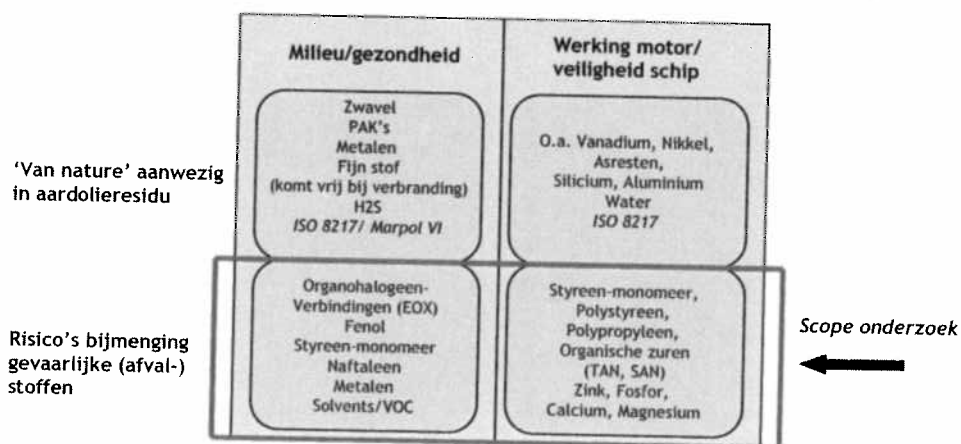 Milieu/gezondheid
Werking motor/
veiligheid schip
'Van nature' aanwezig
in aardolieresidu
Zwavel
PAK's
Metalen
Fijn stof
(komt vrij bij verbranding)
H2S
ISO 8217/ Marpol VI
O.a. Vanadium, Nikkel,
Asresten,
Silicium, Aluminium
Water
ISO 8217
Risico's bijmenging
gevaarlijke (afval-)
stoffen
Organohalogeen-
Verbindingen (EOX)
Fenol
Styreen-monomeer
Naftaleen
Metalen
Solvents/VOC
Styreen-monomeer,
Polystyreen,
Polypropyleen,
Organische zuren
(TAN, SAN)
Zink, Fosfor,
Calcium, Magnesium
Scope onderzoek